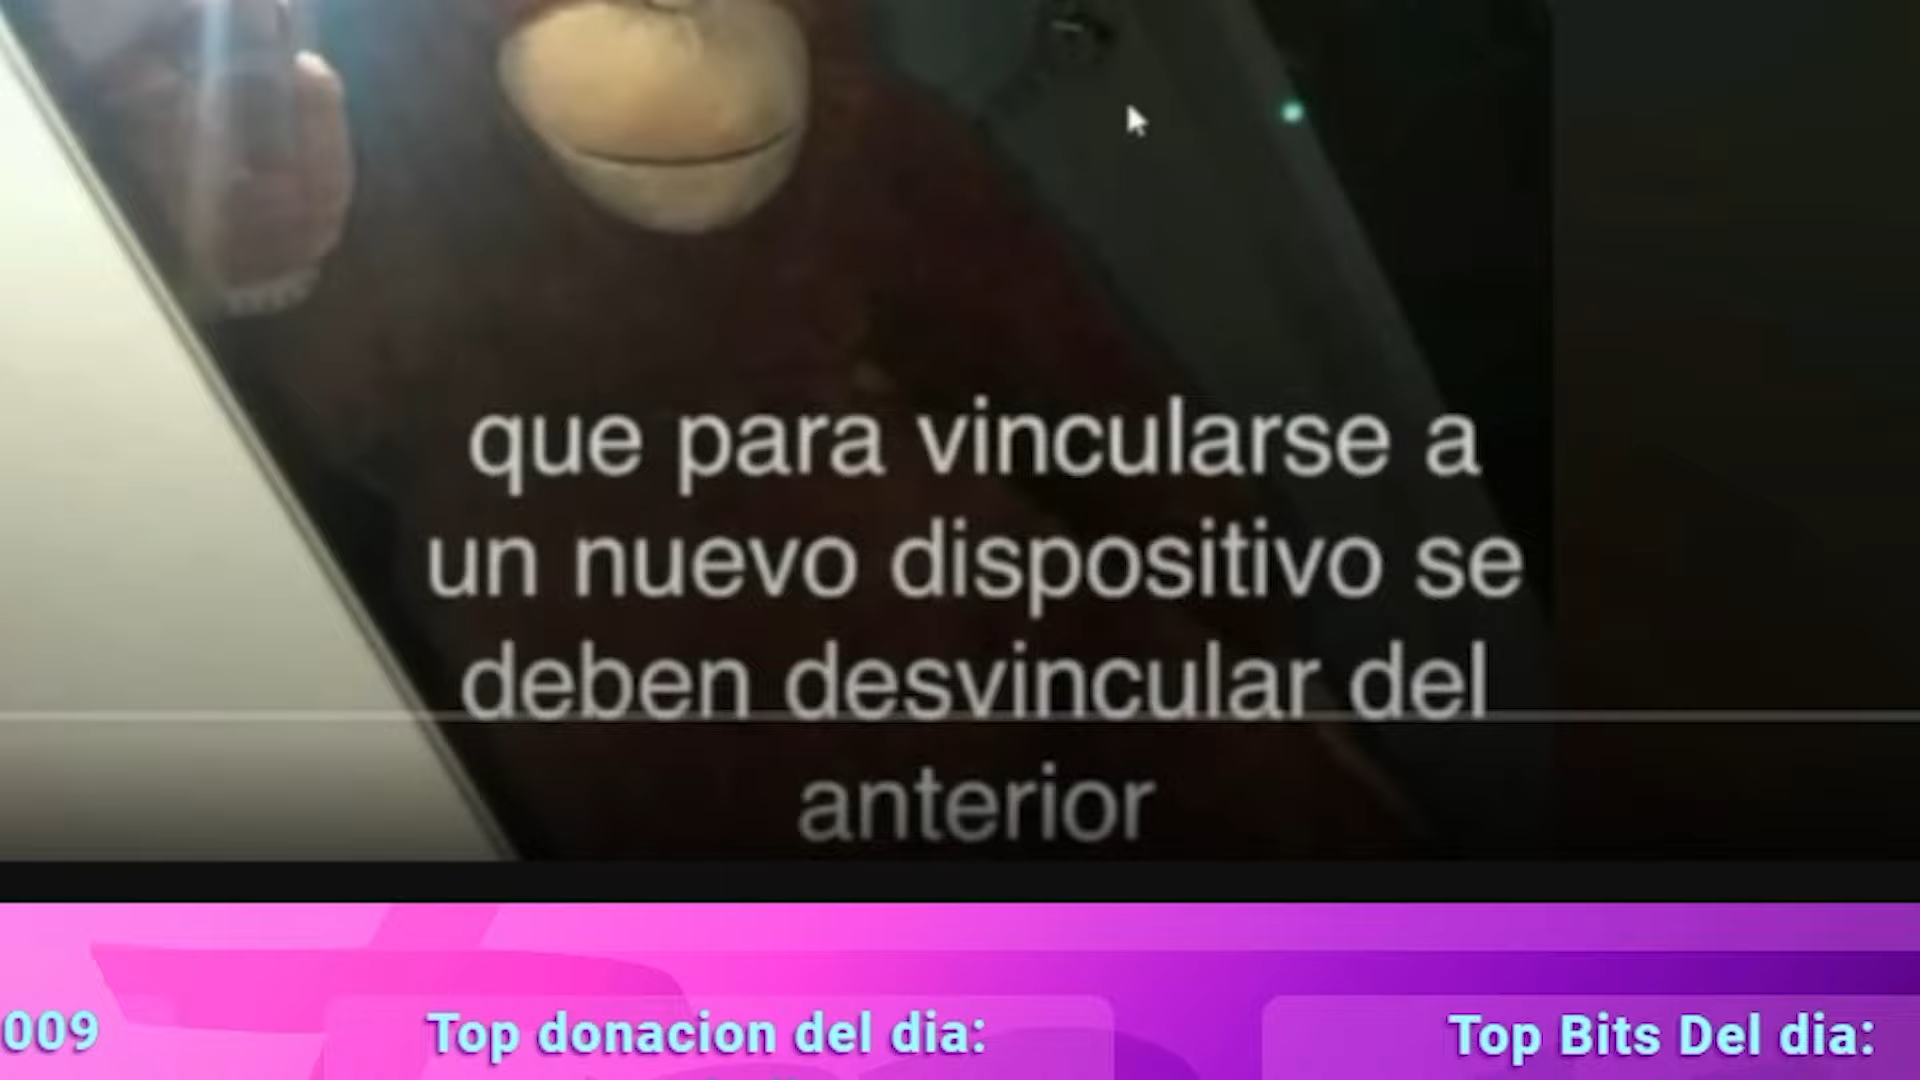 que para vincularse a
un nuevo dispositivo se
deben desvincular del
anterior
009
Top donacion del dia:
Top Bits Del dia: